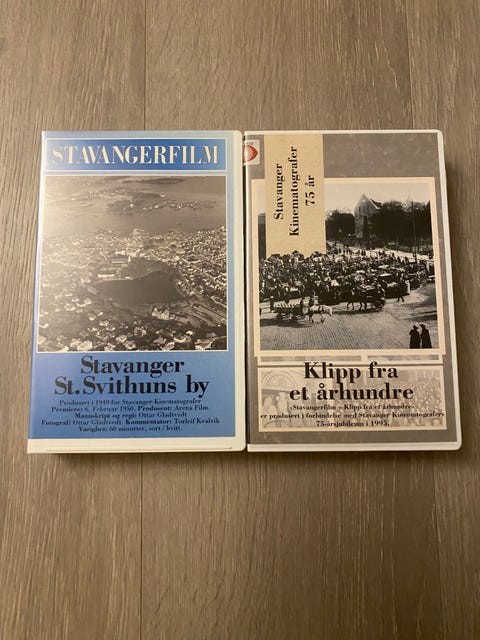 STAVANGERFILM
Stavanger
St. Svithuns by
Produsert i 1949 for Stavanger Kinematografer
Premiere: 6. Februar 1950. Produsent: Arena Film.
Manuskript og regi: Ottar Gladtvedt
Fotograf: Ottar Gladtvedt. Kommentator: Torleif Kvalvik
Varighet: 60 minutter, sort / hvitt.
Stavanger
Kinematografer
75 år
Klipp fra
et århundre
«Stavangerfilm – Klipp fra et århundre»
er produsert i forbindelse med Stavanger Kinematografers
75-årsjubileum i 1995.